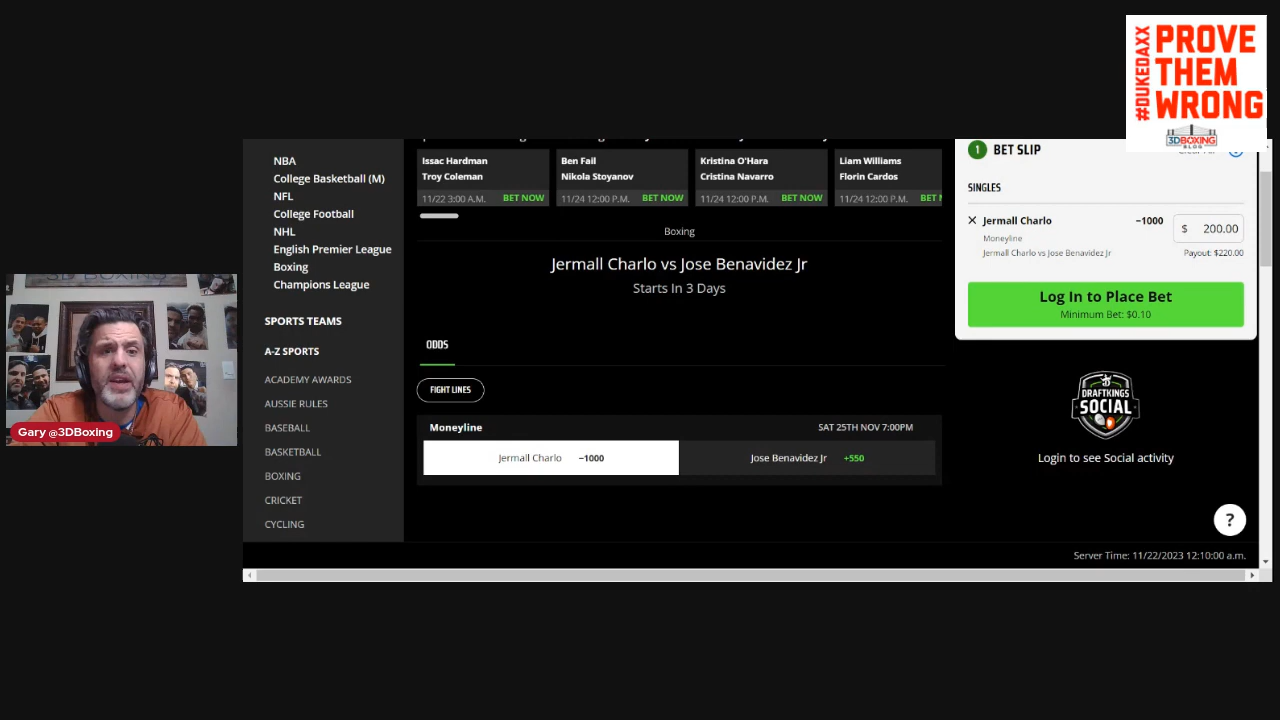 #DUKEDAXX
PROVE
THEM
WRONG
3DBOXING
BLOG
NBA
College Basketball (M)
NFL
College Football
NHL
English Premier League
Boxing
Champions League
SPORTS TEAMS
A-Z SPORTS
ACADEMY AWARDS
AUSSIE RULES
BASEBALL
BASKETBALL
BOXING
CRICKET
CYCLING
Issac Hardman
Troy Coleman
11/22 3:00 A.M. BET NOW
Ben Fail
Nikola Stoyanov
11/24 12:00 P.M. BET NOW
Kristina O'Hara
Cristina Navarro
11/24 12:00 P.M. BET NOW
Liam Williams
Florin Cardos
11/24 12:00 P.M. BET N
Boxing
Jermall Charlo vs Jose Benavidez Jr
Starts In 3 Days
ODDS
FIGHT LINES
Moneyline SAT 25TH NOV 7:00PM
Jermall Charlo −1000 Jose Benavidez Jr +550
1 BET SLIP
SINGLES
Jermall Charlo −1000 $ 200.00
Moneyline
Jermall Charlo vs Jose Benavidez Jr Payout: $220.00
Log In to Place Bet
Minimum Bet: $0.10
DRAFTKINGS
SOCIAL
Login to see Social activity
?
Server Time: 11/22/2023 12:10:00 a.m.
3D BOXING
Gary @3DBoxing